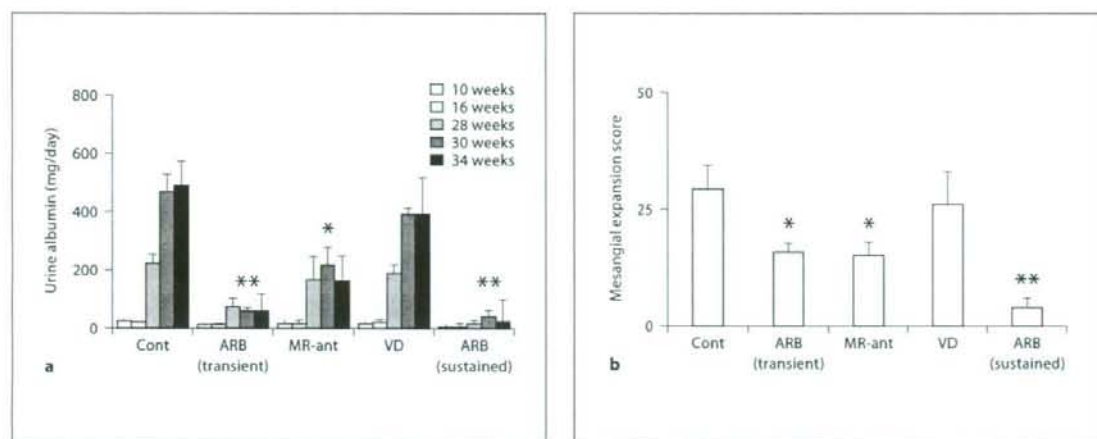 800
600
400
200
0
Urine albumin (mg/day)
10 weeks
16 weeks
28 weeks
30 weeks
34 weeks
**
*
**
Cont ARB MR-ant VD ARB
(transient) (sustained)
a
50
25
0
Mesangial expansion score
*
*
**
Cont ARB MR-ant VD ARB
(transient) (sustained)
b